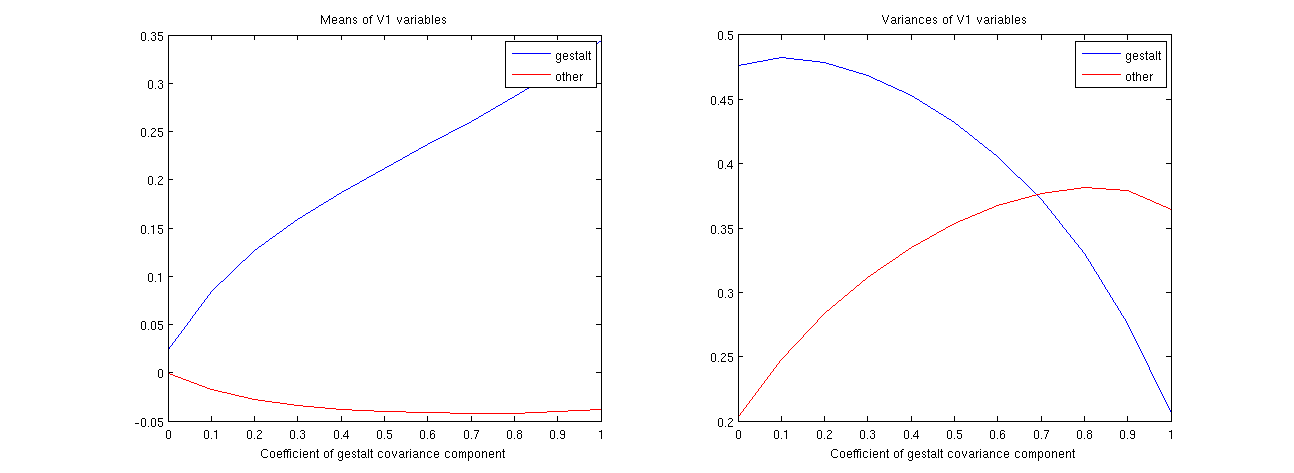 Means of V1 variables
gestalt
other
0.35
0.3
0.25
0.2
0.15
0.1
0.05
0
-0.05
0 0.1 0.2 0.3 0.4 0.5 0.6 0.7 0.8 0.9 1
Coefficient of gestalt covariance component
Variances of V1 variables
gestalt
other
0.5
0.45
0.4
0.35
0.3
0.25
0.2
0 0.1 0.2 0.3 0.4 0.5 0.6 0.7 0.8 0.9 1
Coefficient of gestalt covariance component